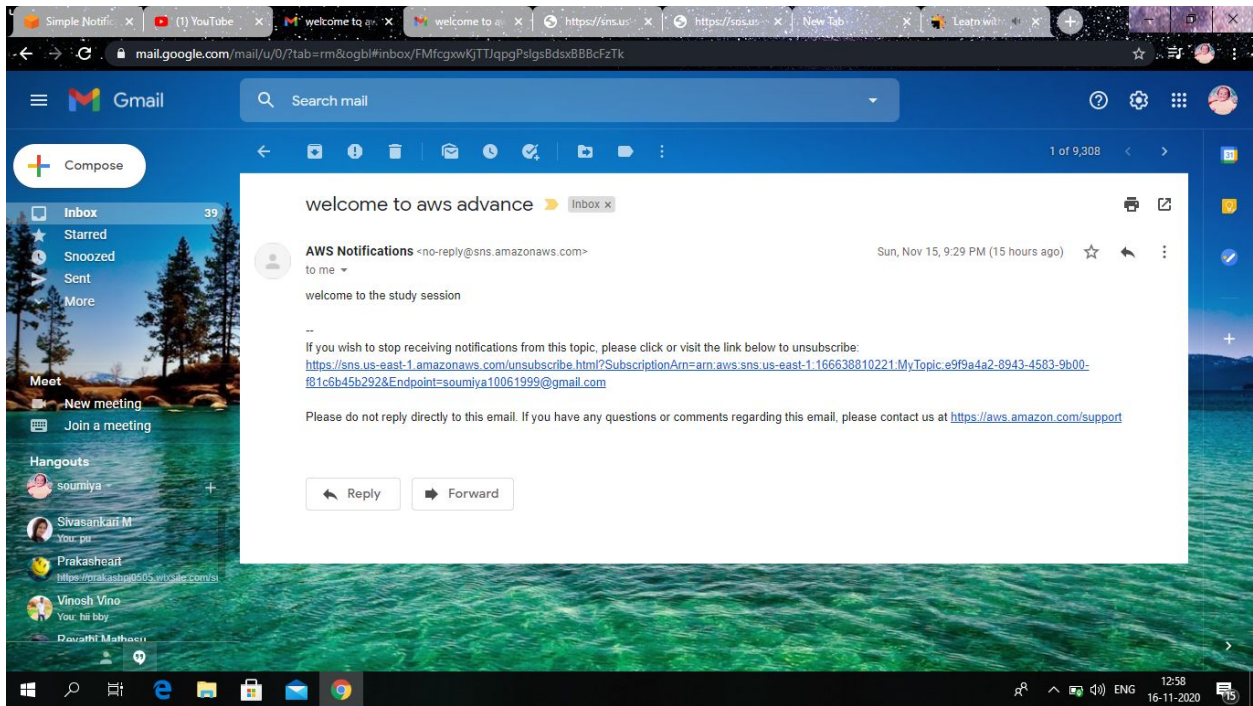 Simple Notific
(1) YouTube
welcome to aw
welcome to a
https://sns.us
https://sns.us
New Tab
Learn with
mail.google.com/mail/u/0/?tab=rm&ogbl#inbox/FMfcgxwKjTTJqpgPslgsBdsxBBBcFzTk
Gmail
Search mail
Compose
1 of 9,308
31
Inbox 39
Starred
Snoozed
Sent
More
welcome to aws advance Inbox x
AWS Notifications <no-reply@sns.amazonaws.com>
Sun, Nov 15, 9:29 PM (15 hours ago)
to me
welcome to the study session
--
If you wish to stop receiving notifications from this topic, please click or visit the link below to unsubscribe:
https://sns.us-east-1.amazonaws.com/unsubscribe.html?SubscriptionArn=arn:aws:sns:us-east-1:166638810221:MyTopic:e9f9a4a2-8943-4583-9b00-
f81c6b45b292&Endpoint=soumiya10061999@gmail.com
Please do not reply directly to this email. If you have any questions or comments regarding this email, please contact us at https://aws.amazon.com/support
Reply
Forward
Meet
New meeting
Join a meeting
Hangouts
soumiya
Sivasankari M
You: pu
Prakasheart
https://prakashpj0505.wixsite.com/si
Vinosh Vino
You: hii bby
Revathi Mathesu
ENG
12:58
16-11-2020
15